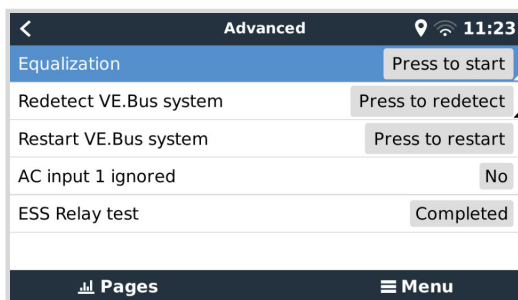 Advanced 11:23
Equalization Press to start
Redetect VE.Bus system Press to redetect
Restart VE.Bus system Press to restart
AC input 1 ignored No
ESS Relay test Completed
Pages Menu